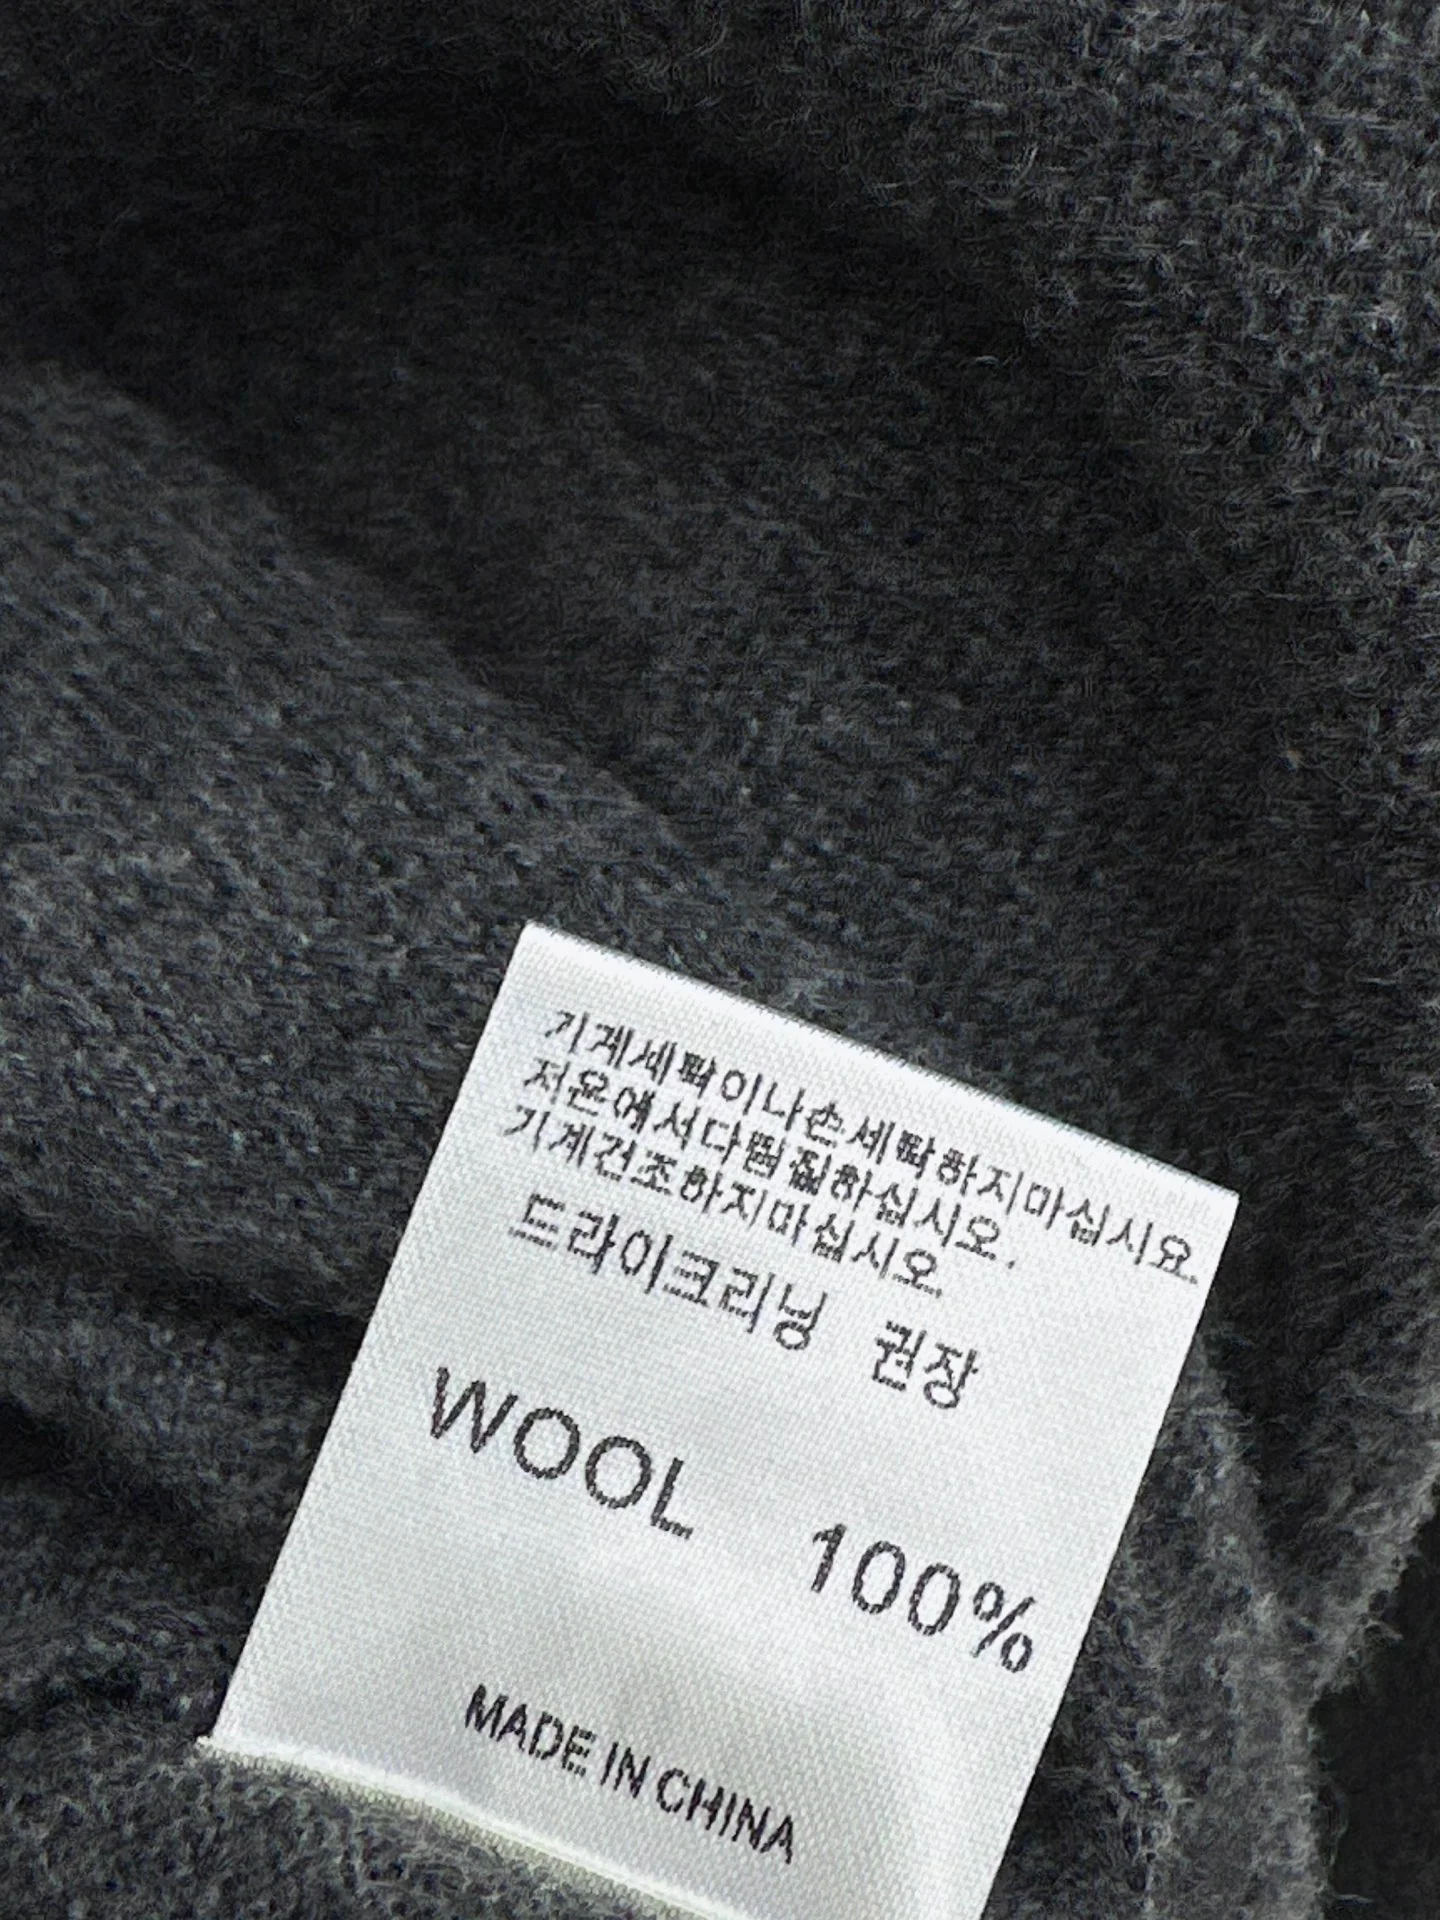 기계세탁이나손세탁하지마십시요.
저온에서다림질하십시오.
기계건조하지마십시오.
드라이크리닝 권장
WOOL 100%
MADE IN CHINA